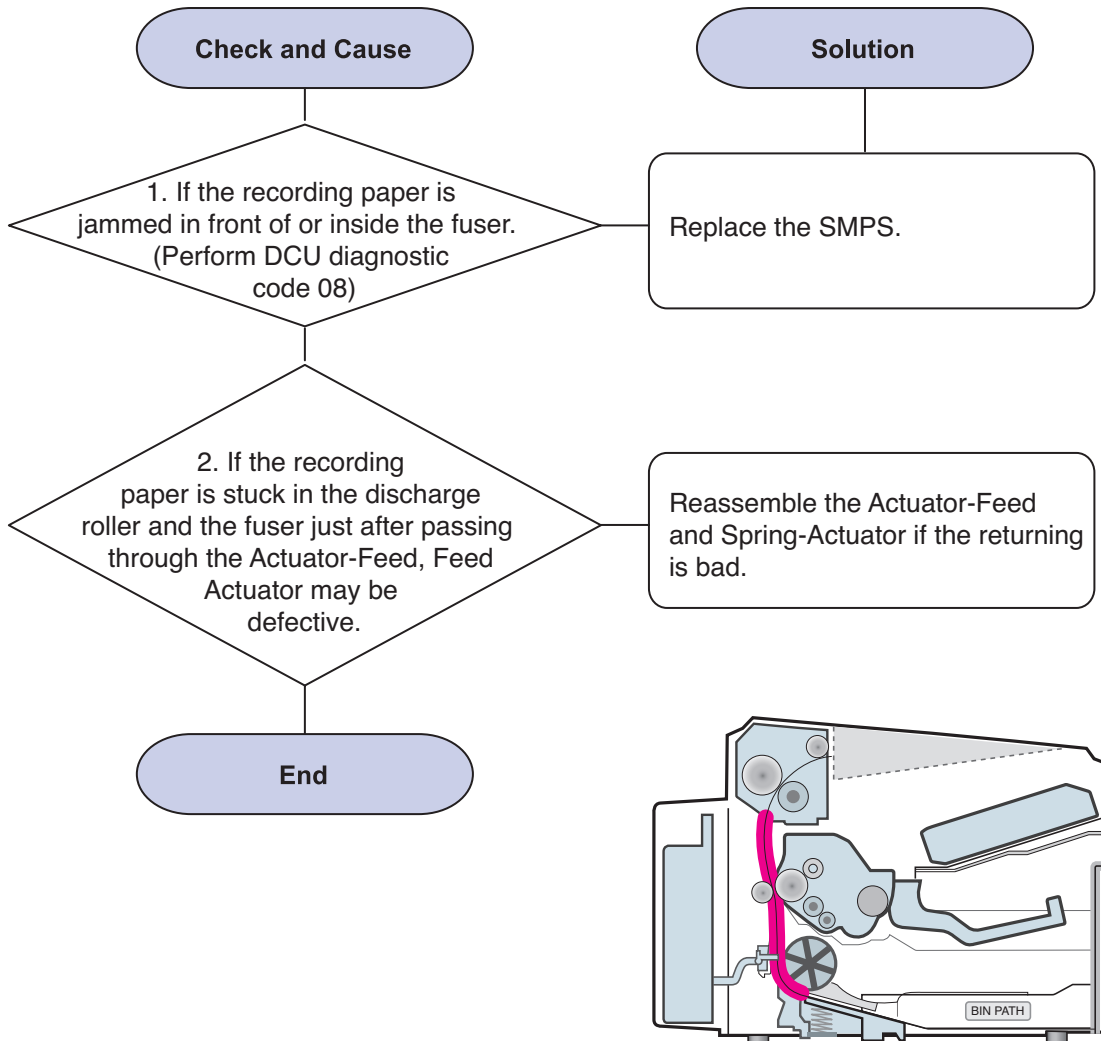 Check and Cause
Solution
1. If the recording paper is
jammed in front of or inside the fuser.
(Perform DCU diagnostic
code 08)
Replace the SMPS.
2. If the recording
paper is stuck in the discharge
roller and the fuser just after passing
through the Actuator-Feed, Feed
Actuator may be
defective.
Reassemble the Actuator-Feed
and Spring-Actuator if the returning
is bad.
End
BIN PATH